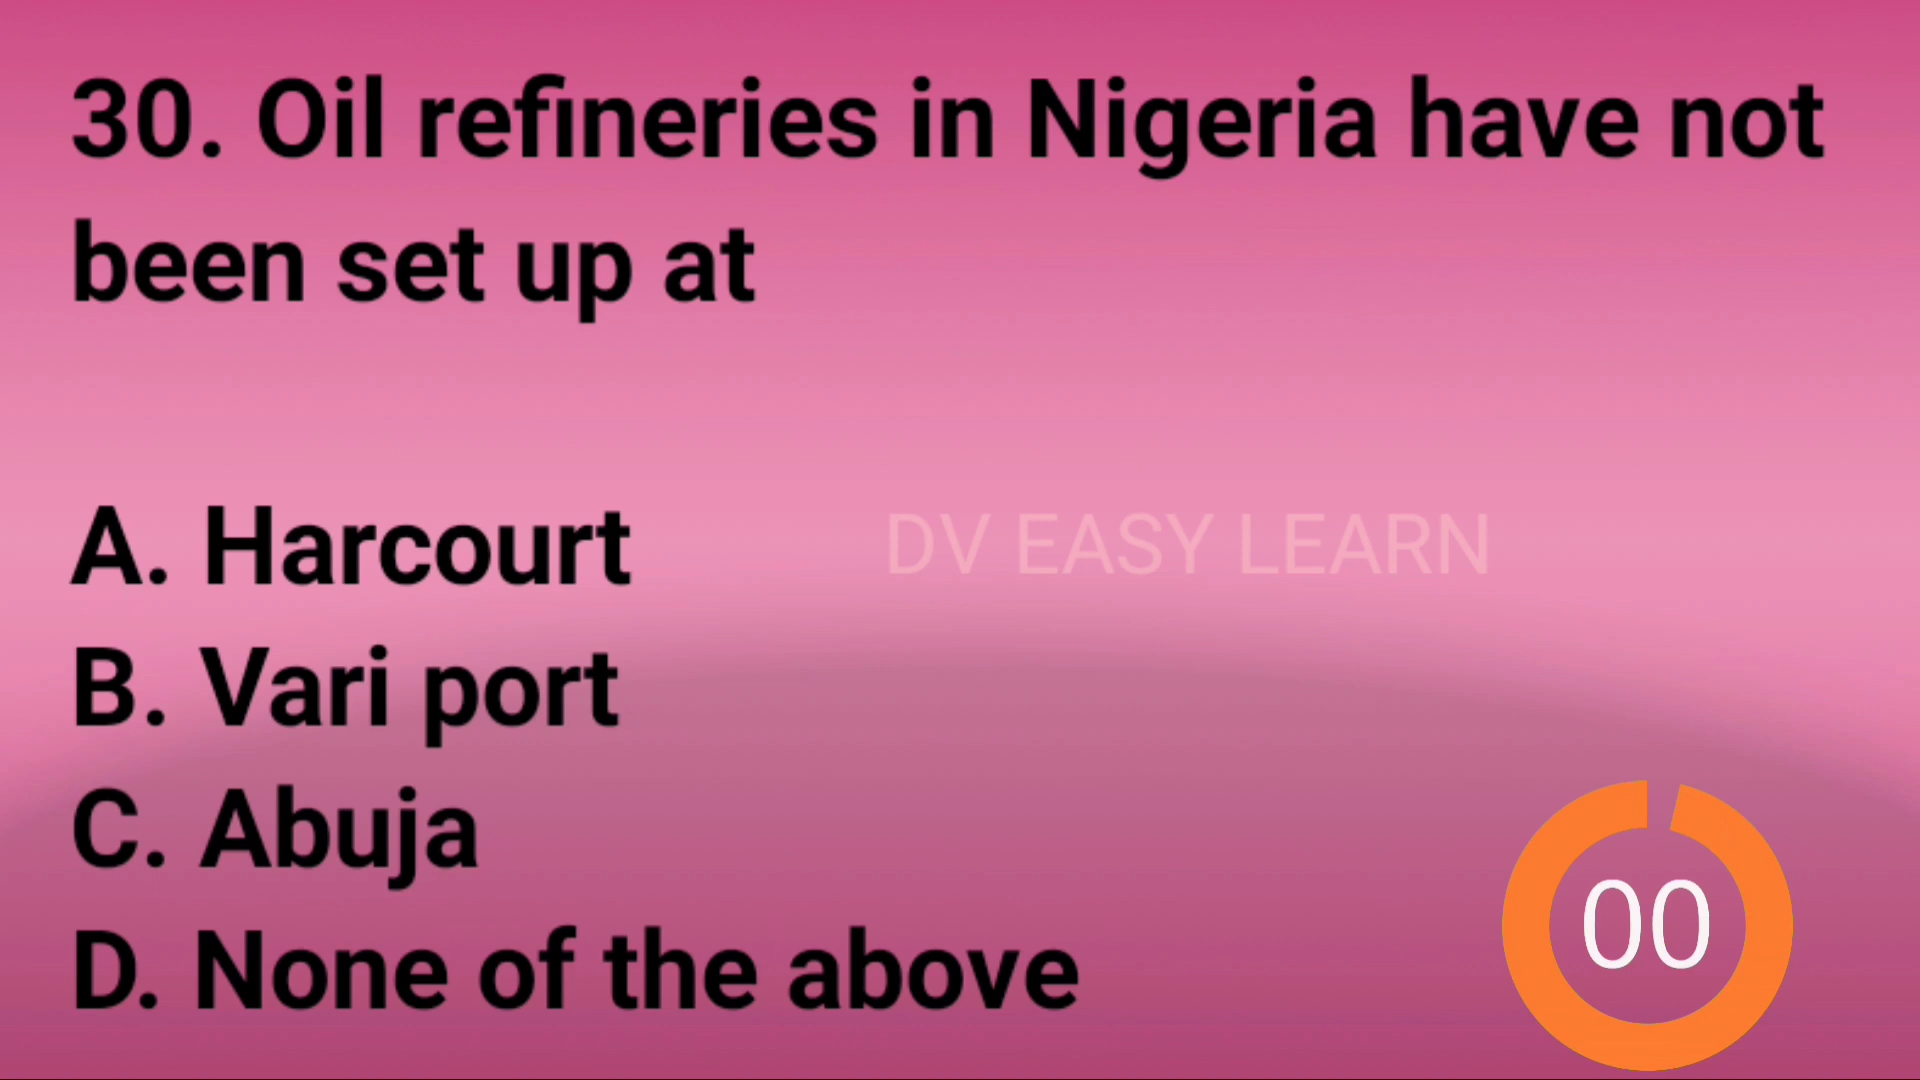 30. Oil refineries in Nigeria have not
been set up at
A. Harcourt
DV EASY LEARN
B. Vari port
C. Abuja
D. None of the above
00